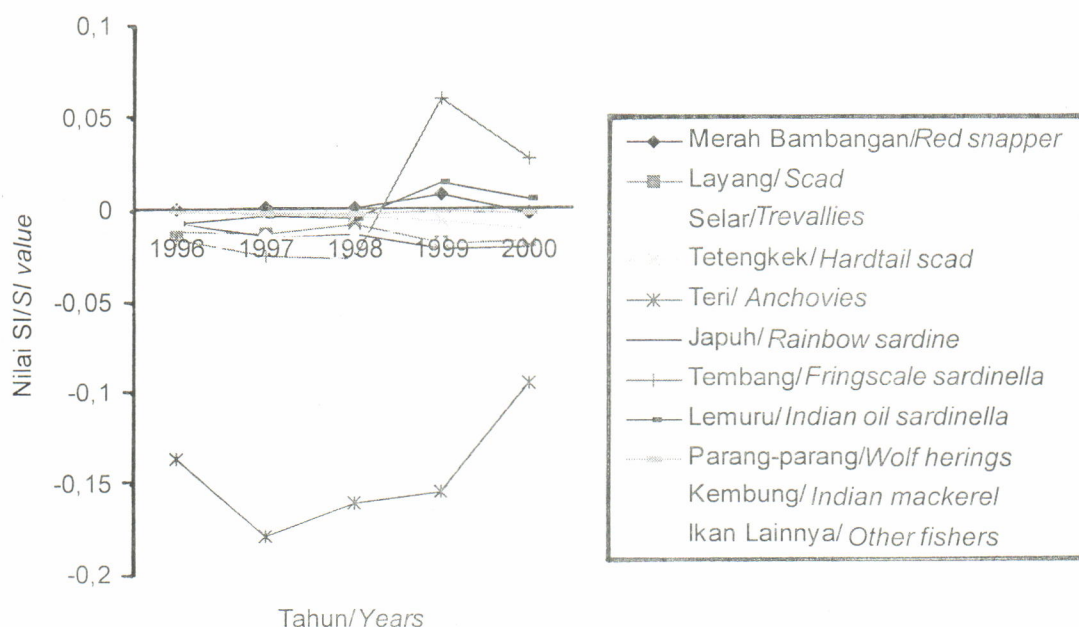 0,1
0,05
0
-0,05
-0,1
-0,15
-0,2
Nilai SI/SI value
1996 1997 1998 1999 2000
Tahun/Years
Merah Bambangan/Red snapper
Layang/Scad
Selar/Trevallies
Tetengkek/Hardtail scad
Teri/Anchovies
Japuh/Rainbow sardine
Tembang/Fringscale sardinella
Lemuru/Indian oil sardinella
Parang-parang/Wolf herings
Kembung/Indian mackerel
Ikan Lainnya/Other fishers